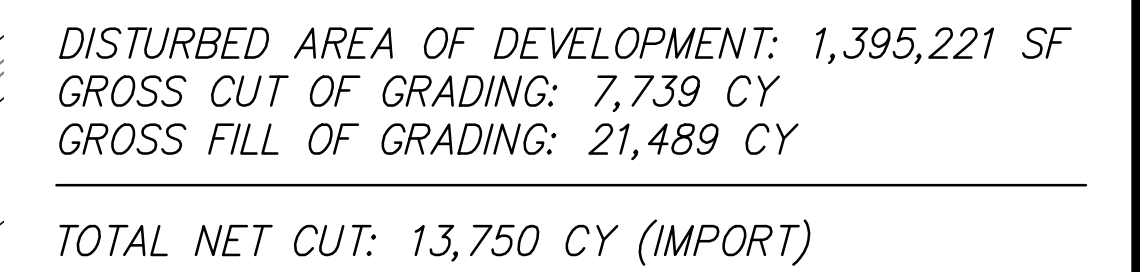 DISTURBED AREA OF DEVELOPMENT: 1,395,221 SF
GROSS CUT OF GRADING: 7,739 CY
GROSS FILL OF GRADING: 21,489 CY
TOTAL NET CUT: 13,750 CY (IMPORT)